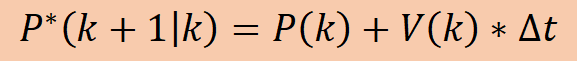 P*(k + 1|k) = P(k) + V(k) * Δt